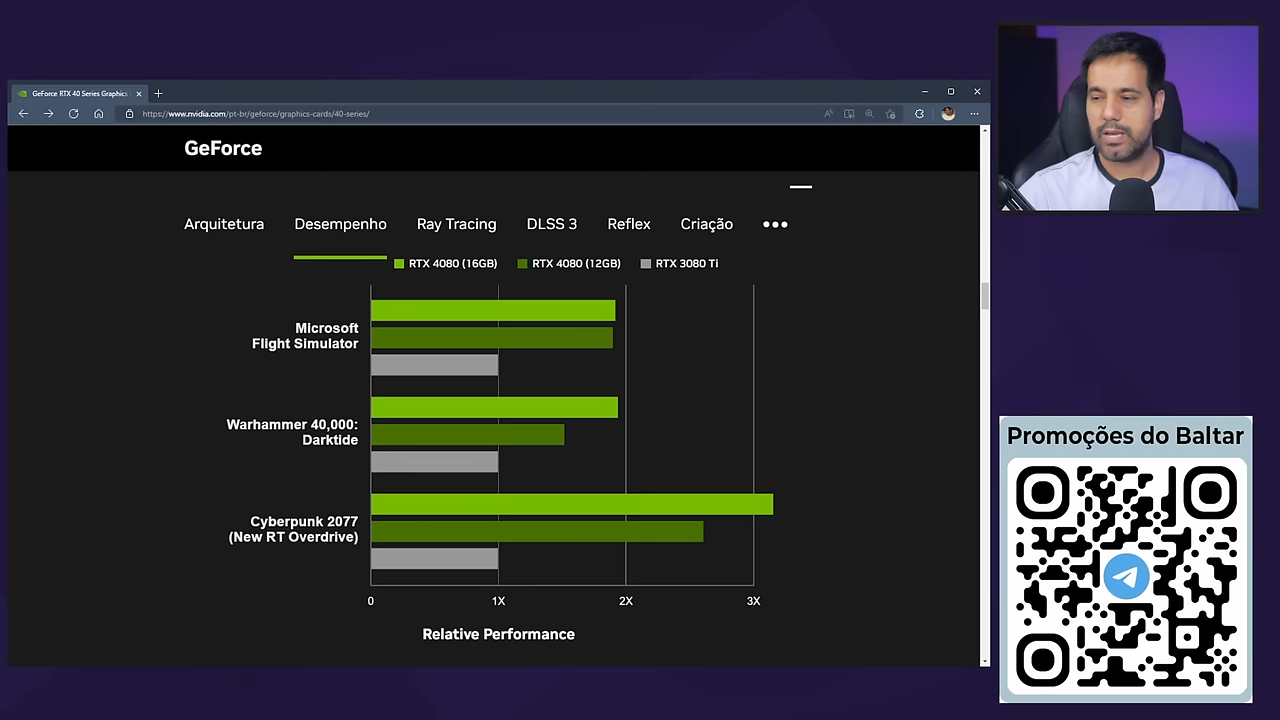 GeForce RTX 40 Series Graphics
https://www.nvidia.com/pt-br/geforce/graphics-cards/40-series/
GeForce
Arquitetura Desempenho Ray Tracing DLSS 3 Reflex Criação
RTX 4080 (16GB) RTX 4080 (12GB) RTX 3080 Ti
Microsoft
Flight Simulator
Warhammer 40,000:
Darktide
Cyberpunk 2077
(New RT Overdrive)
0 1X 2X 3X
Relative Performance
Promoções do Baltar